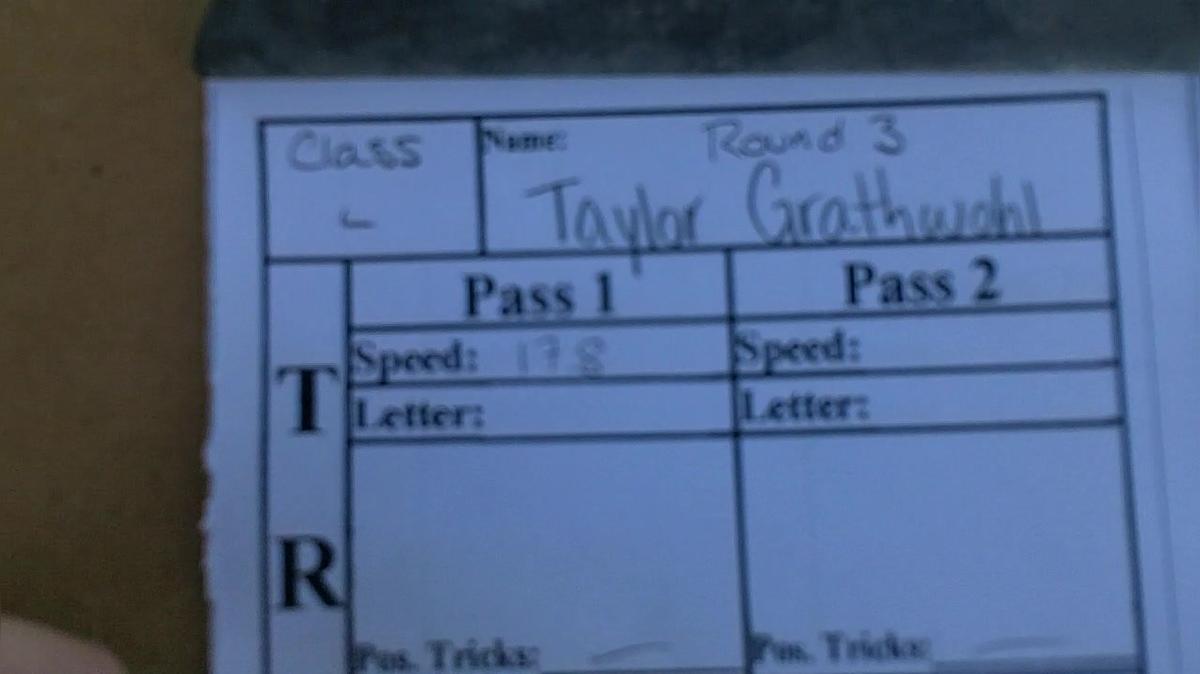 Class
Name: Round 3
Taylor Grathwohl
Pass 1 Pass 2
Speed: 17.8 Speed:
Letter: Letter:
T
R
Pos. Tricks: Pos. Tricks: